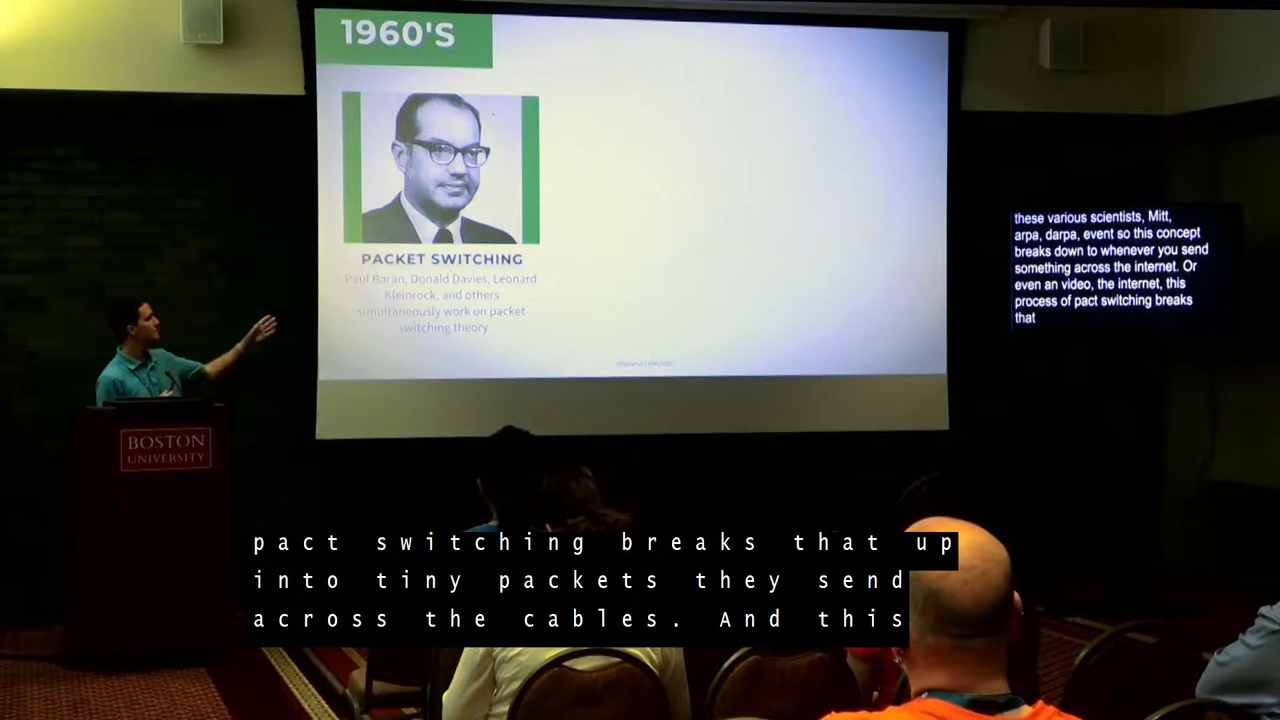 1960'S
PACKET SWITCHING
Paul Baran, Donald Davies, Leonard
Kleinrock, and others
simultaneously work on packet
switching theory
these various scientists, Mitt,
arpa, darpa, event so this concept
breaks down to whenever you send
something across the internet. Or
even an video, the internet, this
process of pact switching breaks
that
BOSTON
UNIVERSITY
pact switching breaks that up
into tiny packets they send
across the cables. And this